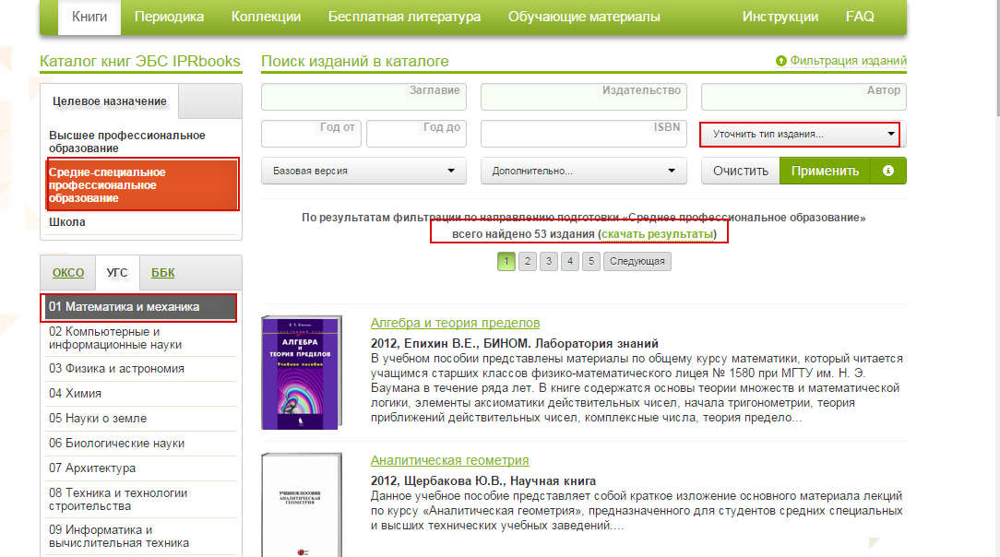 Книги Периодика Коллекции Бесплатная литература Обучающие материалы Инструкции FAQ
Каталог книг ЭБС IPRbooks
Целевое назначение
Высшее профессиональное
образование
Средне-специальное
профессиональное
образование
Школа
ОКСО УГС ББК
01 Математика и механика
02 Компьютерные и
информационные науки
03 Физика и астрономия
04 Химия
05 Науки о земле
06 Биологические науки
07 Архитектура
08 Техника и технологии
строительства
09 Информатика и
вычислительная техника
Поиск изданий в каталоге Фильтрация изданий
Заглавие Издательство Автор
Год от Год до ISBN Уточнить тип издания...
Базовая версия Дополнительно... Очистить Применить
По результатам фильтрации по направлению подготовки «Среднее профессиональное образование»
всего найдено 53 издания (скачать результаты)
1 2 3 4 5 Следующая
В. Е. Епихин
АЛГЕБРА
И
ТЕОРИЯ ПРЕДЕЛОВ
Учебное пособие
Алгебра и теория пределов
2012, Епихин В.Е., БИНОМ. Лаборатория знаний
В учебном пособии представлены материалы по общему курсу математики, который читается
учащимся старших классов физико-математического лицея № 1580 при МГТУ им. Н. Э.
Баумана в течение ряда лет. В книге содержатся основы теории множеств и математической
логики, элементы аксиоматики действительных чисел, начала тригонометрии, теория
приближений действительных чисел, комплексные числа, теория предело...
УЧЕБНОЕ ПОСОБИЕ
АНАЛИТИЧЕСКАЯ
ГЕОМЕТРИЯ
Аналитическая геометрия
2012, Щербакова Ю.В., Научная книга
Данное учебное пособие представляет собой краткое изложение основного материала лекций
по курсу «Аналитическая геометрия», предназначенного для студентов средних специальных
и высших технических учебных заведений....